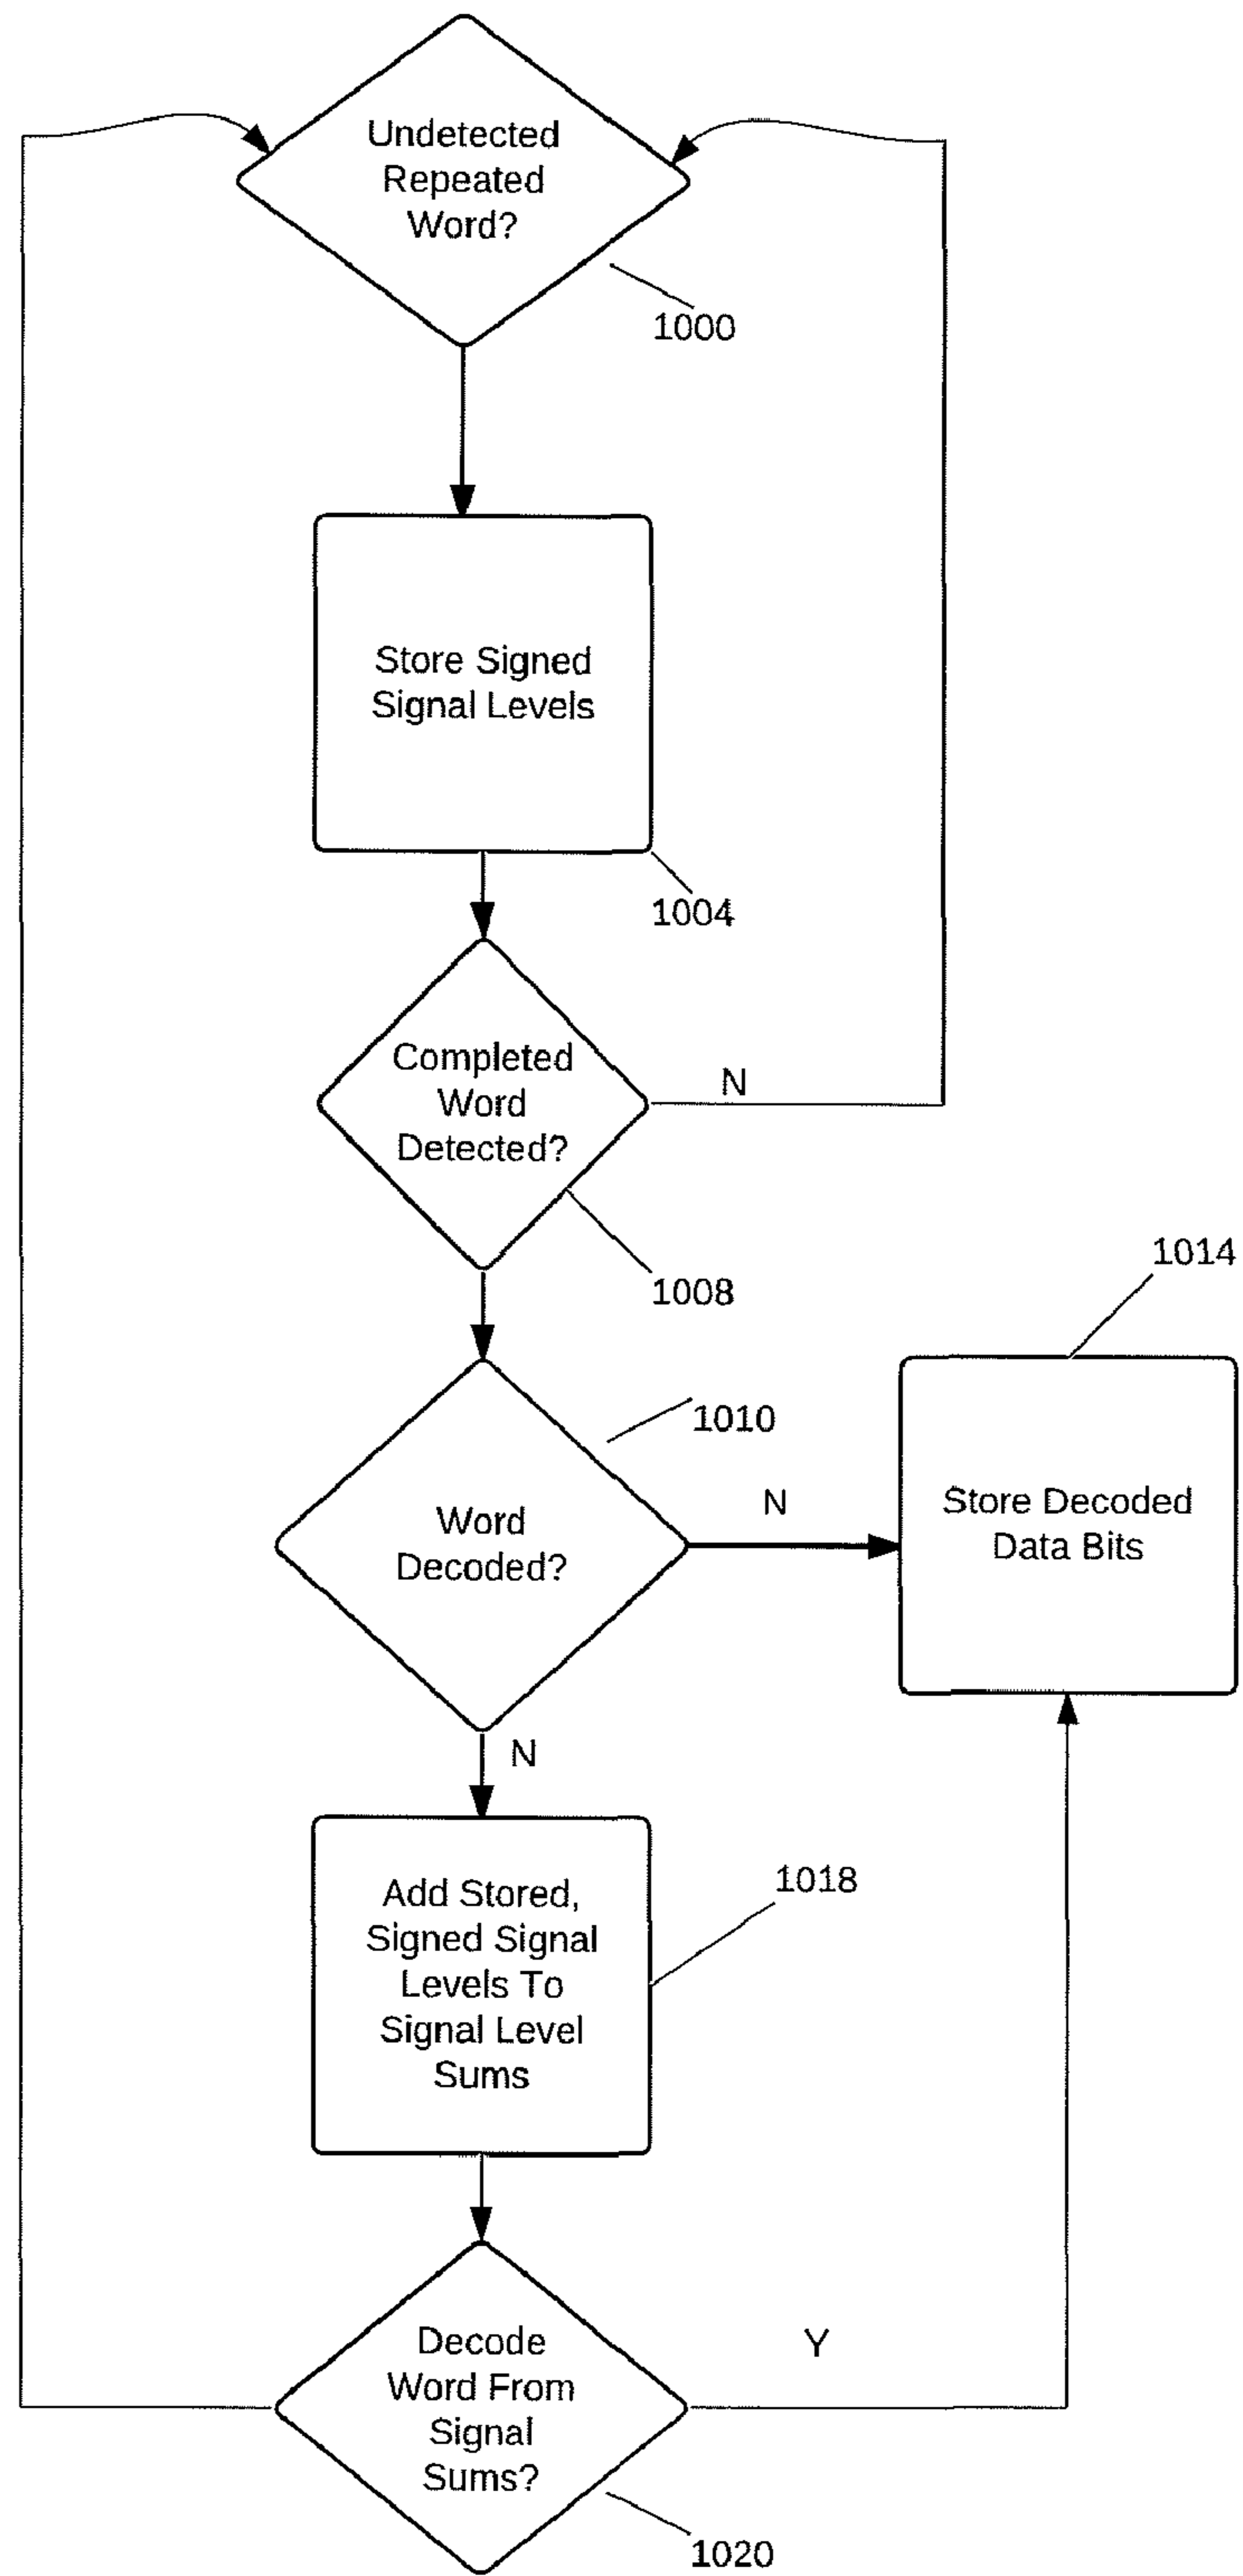 Undetected
Repeated
Word?
1000
Store Signed
Signal Levels
1004
Completed
Word
Detected?
N
1008
1014
1010
Word
Decoded?
N
Store Decoded
Data Bits
N
Add Stored,
Signed Signal
Levels To
Signal Level
Sums
1018
Decode
Word From
Signal
Sums?
Y
1020